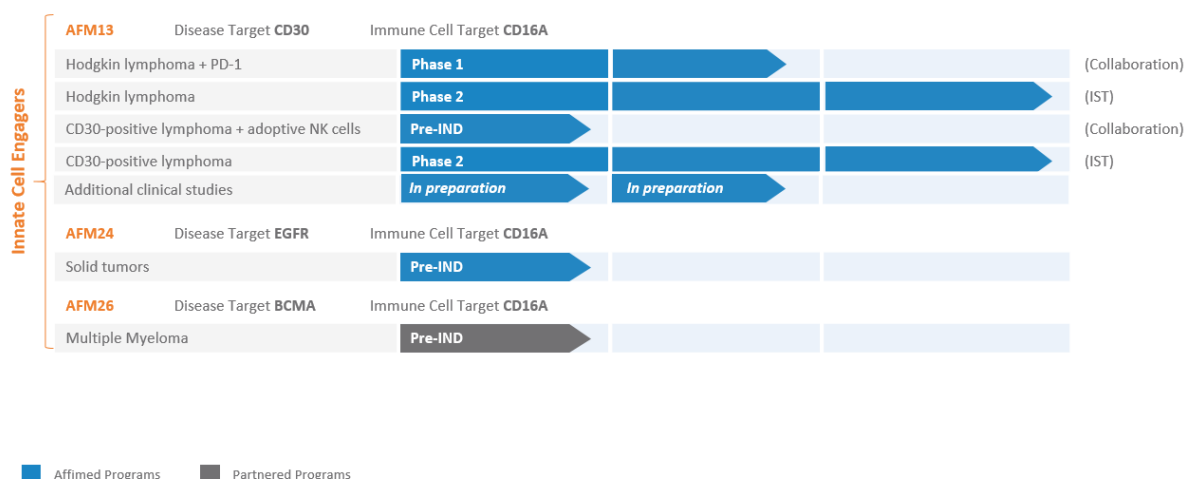 Innate Cell Engagers
AFM13 Disease Target CD30 Immune Cell Target CD16A
Hodgkin lymphoma + PD-1 Phase 1 (Collaboration)
Hodgkin lymphoma Phase 2 (IST)
CD30-positive lymphoma + adoptive NK cells Pre-IND (Collaboration)
CD30-positive lymphoma Phase 2 (IST)
Additional clinical studies In preparation In preparation
AFM24 Disease Target EGFR Immune Cell Target CD16A
Solid tumors Pre-IND
AFM26 Disease Target BCMA Immune Cell Target CD16A
Multiple Myeloma Pre-IND
Affimed Programs Partnered Programs